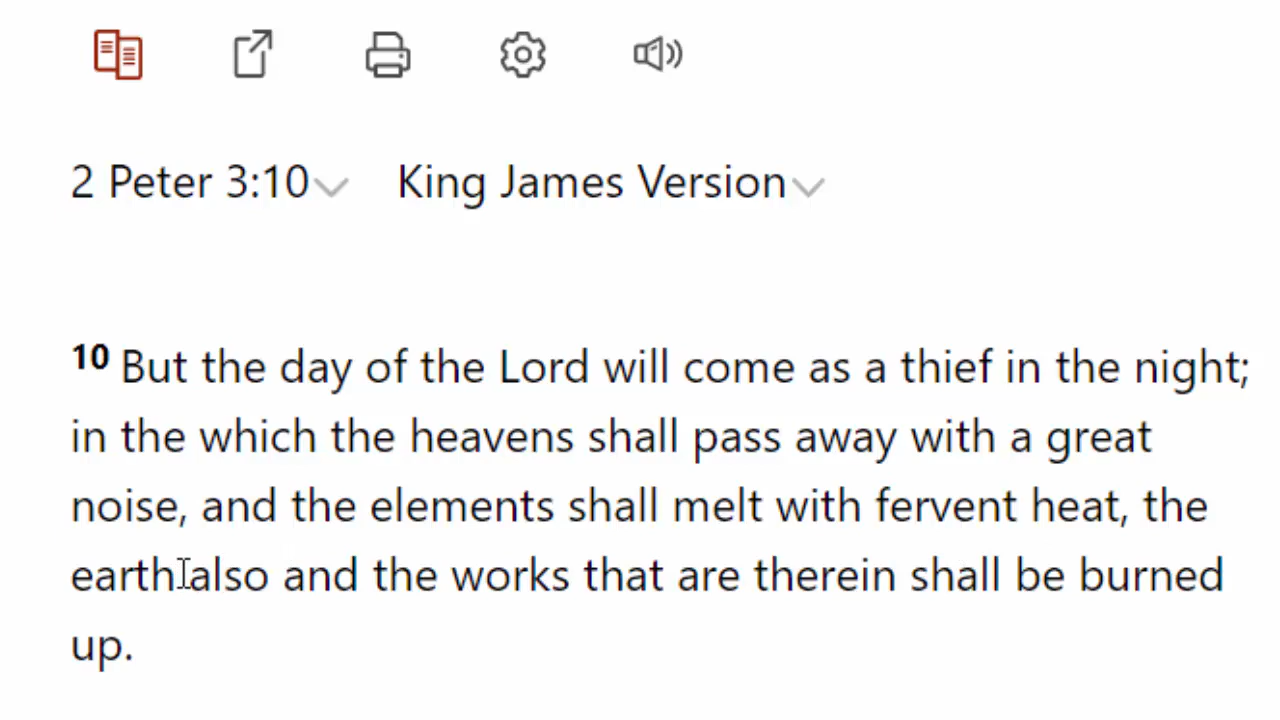 2 Peter 3:10 King James Version
10 But the day of the Lord will come as a thief in the night;
in the which the heavens shall pass away with a great
noise, and the elements shall melt with fervent heat, the
earth also and the works that are therein shall be burned
up.